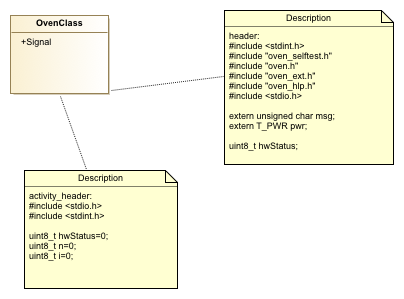 OvenClass
+Signal
Description
header:
#include <stdint.h>
#include "oven_selftest.h"
#include "oven.h"
#include "oven_ext.h"
#include "oven_hlp.h"
#include <stdio.h>
extern unsigned char msg;
extern T_PWR pwr;
uint8_t hwStatus;
Description
activity_header:
#include <stdio.h>
#include <stdint.h>
uint8_t hwStatus=0;
uint8_t n=0;
uint8_t i=0;